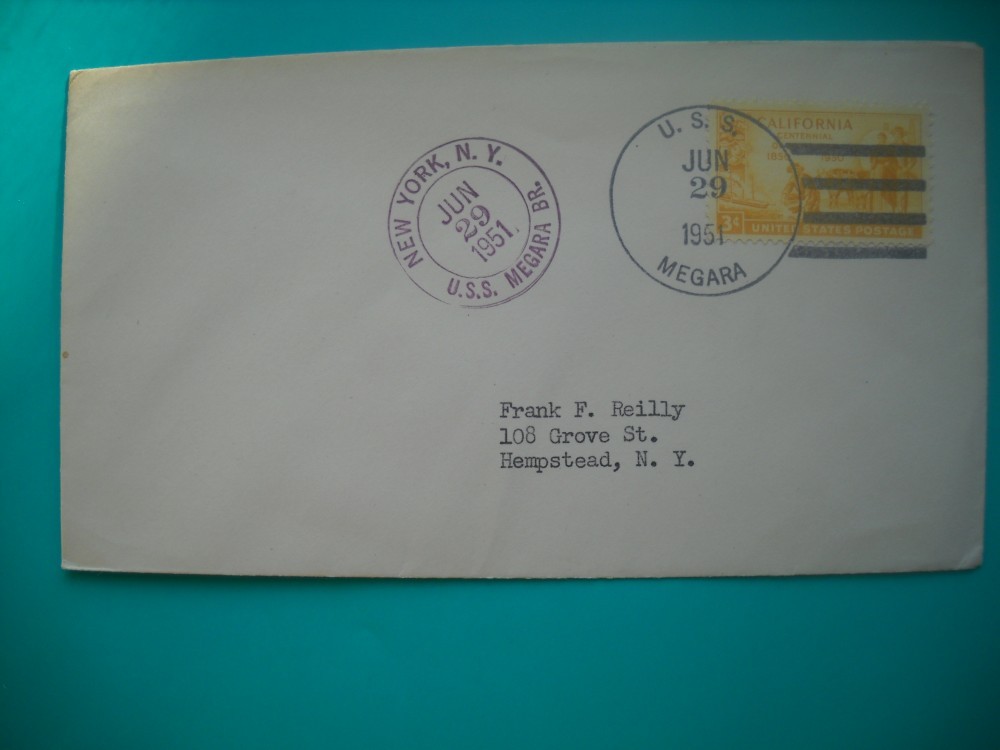 NEW YORK, N. Y.
JUN
29
1951
U.S.S. MEGARA BR.
U. S. S.
JUN
29
1951
MEGARA
CALIFORNIA
CENTENNIAL
3¢ UNITED STATES POSTAGE
Frank F. Reilly
108 Grove St.
Hempstead, N. Y.